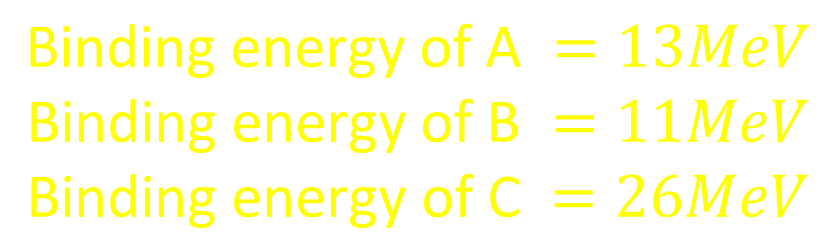 Binding energy of A = 13MeV
Binding energy of B = 11MeV
Binding energy of C = 26MeV